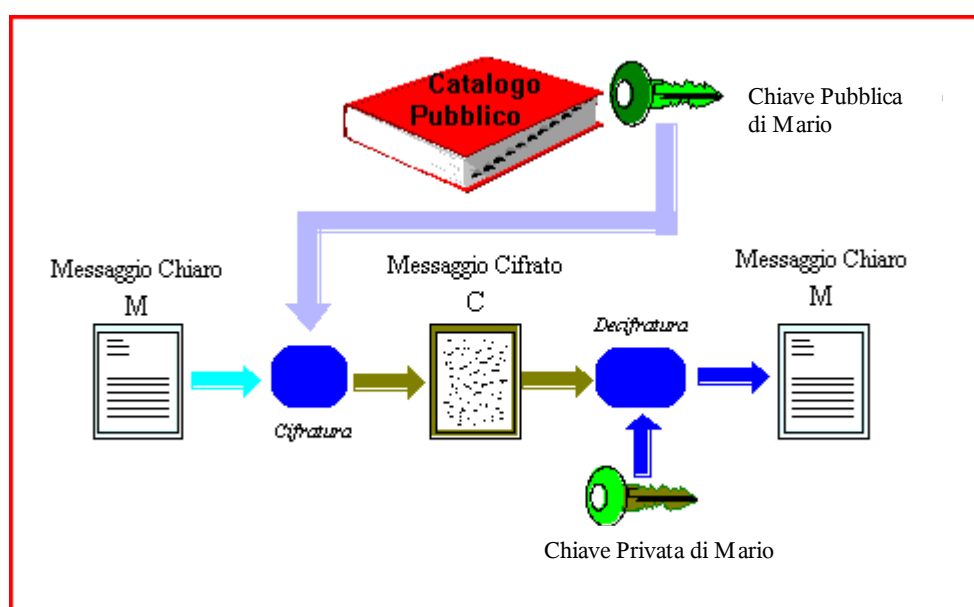 Catalogo
Pubblico
Chiave Pubblica
di Mario
Messaggio Chiaro
M
Messaggio Cifrato
C
Messaggio Chiaro
M
Decifratura
Cifratura
Chiave Privata di Mario